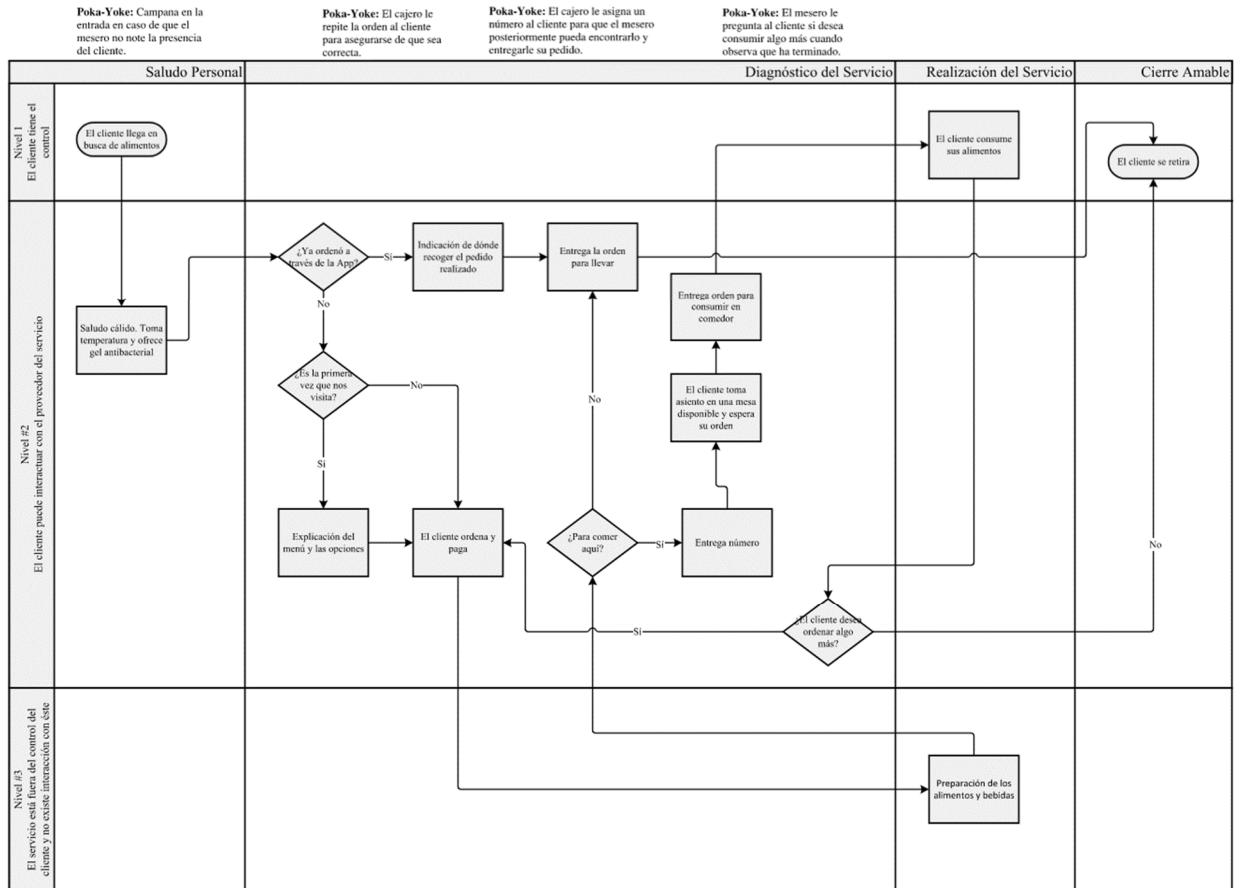 Poka-Yoke: Campana en la
entrada en caso de que el
mesero no note la presencia
del cliente.
Poka-Yoke: El cajero le
repite la orden al cliente
para asegurarse de que sea
correcta.
Poka-Yoke: El cajero le asigna un
número al cliente para que el mesero
posteriormente pueda encontrarlo y
entregarle su pedido.
Poka-Yoke: El mesero le
pregunta al cliente si desea
consumir algo más cuando
observa que ha terminado.
Saludo Personal
Diagnóstico del Servicio
Realización del Servicio
Cierre Amable
Nivel 1
El cliente tiene el
control
El cliente llega en
busca de alimentos
El cliente consume
sus alimentos
El cliente se retira
Nivel #2
El cliente puede interactuar con el proveedor del servicio
Saludo cálido. Toma
temperatura y ofrece
gel antibacterial
¿Ya ordenó a
través de la App?
Sí
Indicación de dónde
recoger el pedido
realizado
Entrega la orden
para llevar
No
Entrega orden para
consumir en
comedor
¿Es la primera
vez que nos
visita?
No
El cliente toma
asiento en una mesa
disponible y espera
su orden
No
Sí
Explicación del
menú y las opciones
El cliente ordena y
paga
¿Para comer
aquí?
Sí
Entrega número
No
¿El cliente desea
ordenar algo
más?
Sí
Nivel #3
El servicio está fuera del control del
cliente y no existe interacción con éste
Preparación de los
alimentos y bebidas